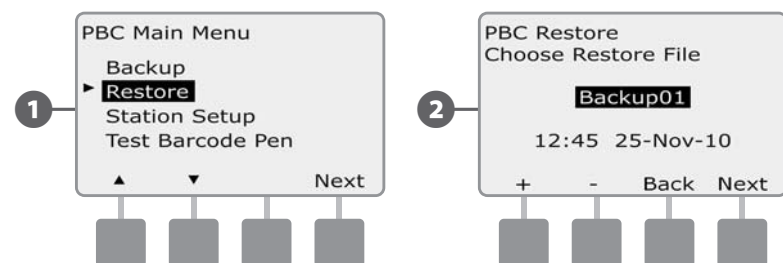 1
PBC Main Menu
Backup
► Restore
Station Setup
Test Barcode Pen
▲ ▼ Next
2
PBC Restore
Choose Restore File
Backup01
12:45 25-Nov-10
+ - Back Next